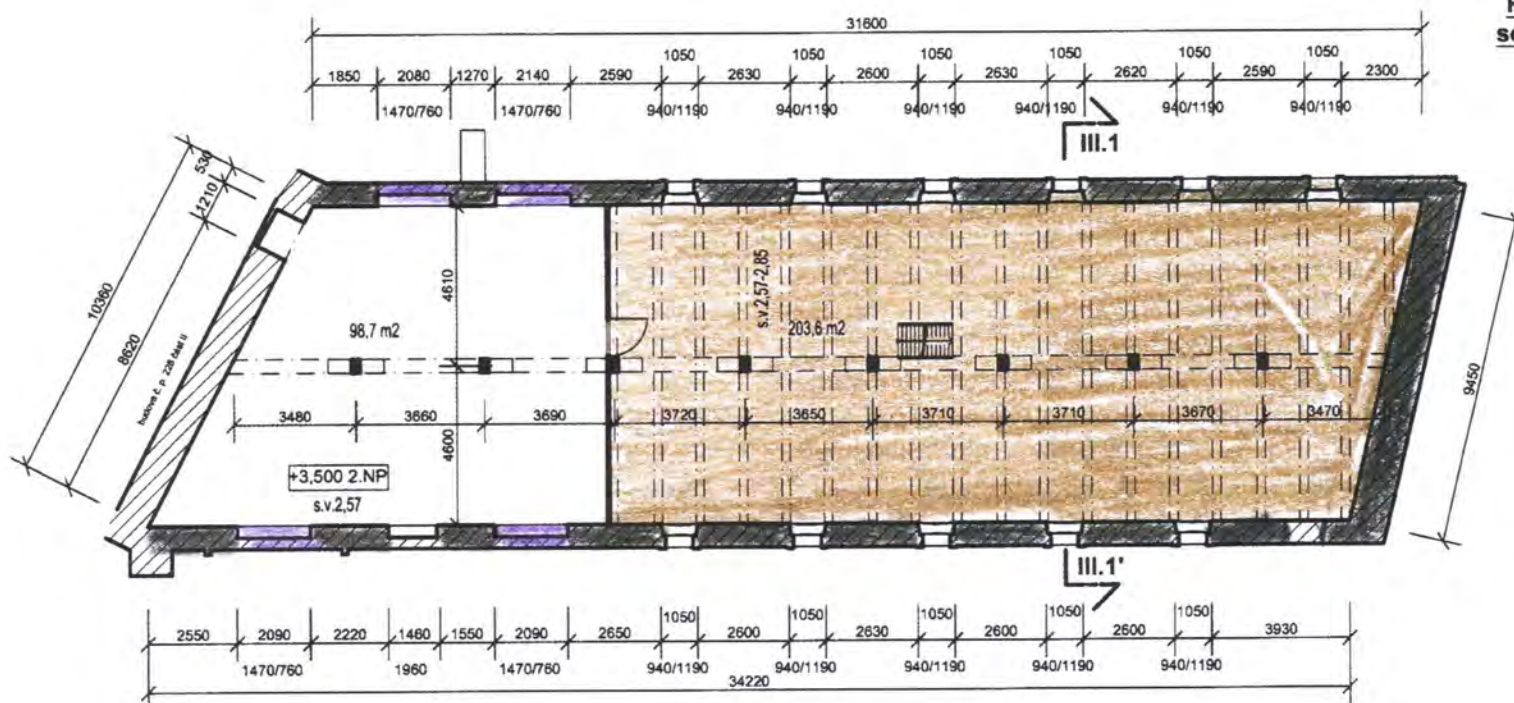 31600
1050 1050 1050 1050 1050 1050
1850 2080 1270 2140 2590 2630 2600 2630 2620 2590 2300
1470/760 1470/760 940/1190 940/1190 940/1190 940/1190 940/1190 940/1190
III.1
530
1210
10360
8620
budova č. p. 228 část II
4610
98,7 m2
s.v.2,57-2,85
203,6 m2
9450
3480 3660 3690 3720 3650 3710 3710 3670 3470
4600
+3,500 2.NP
s.v.2,57
III.1'
1050 1050 1050 1050 1050
2550 2090 2220 1460 1550 2090 2650 2600 2630 2600 2600 3930
1470/760 1960 1470/760 940/1190 940/1190 940/1190 940/1190 940/1190
34220